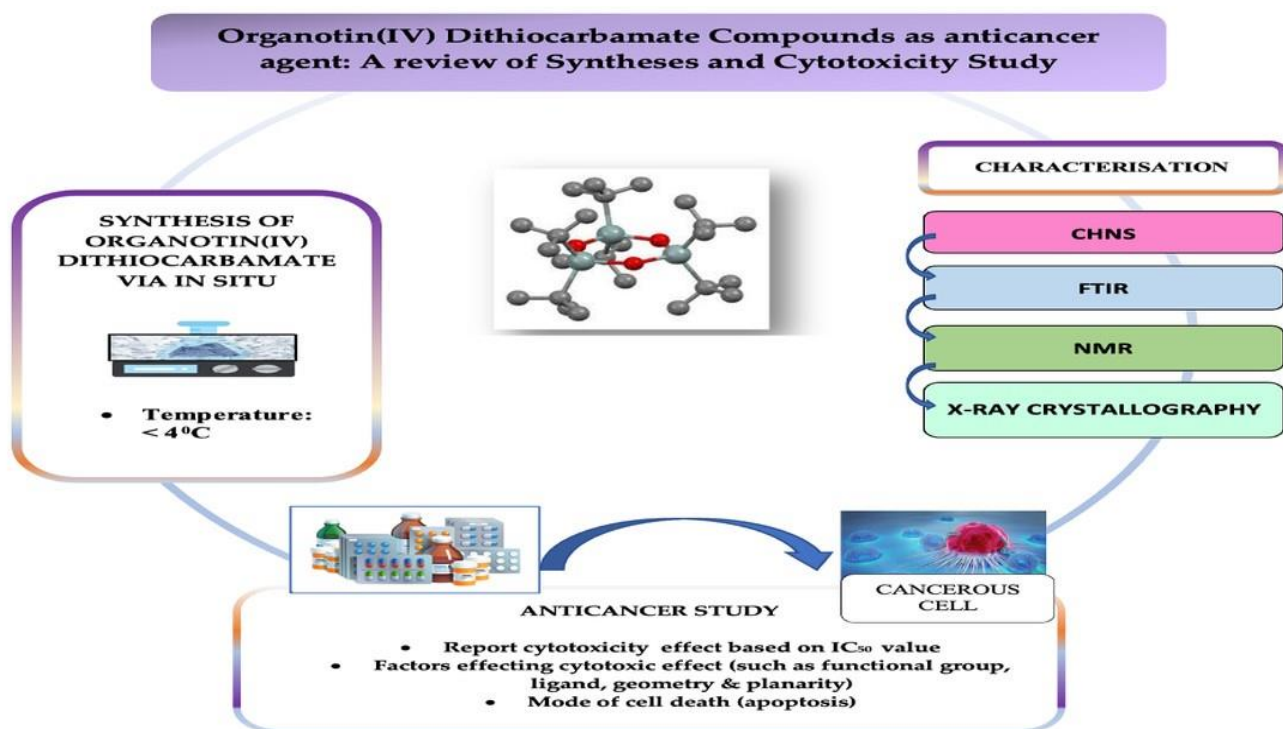 Organotin(IV) Dithiocarbamate Compounds as anticancer
agent: A review of Syntheses and Cytotoxicity Study
SYNTHESIS OF
ORGANOTIN(IV)
DITHIOCARBAMATE
VIA IN SITU
• Temperature:
< 4⁰C
CHARACTERISATION
CHNS
FTIR
NMR
X-RAY CRYSTALLOGRAPHY
CANCEROUS
CELL
ANTICANCER STUDY
• Report cytotoxicity effect based on IC₅₀ value
• Factors effecting cytotoxic effect (such as functional group,
ligand, geometry & planarity)
• Mode of cell death (apoptosis)